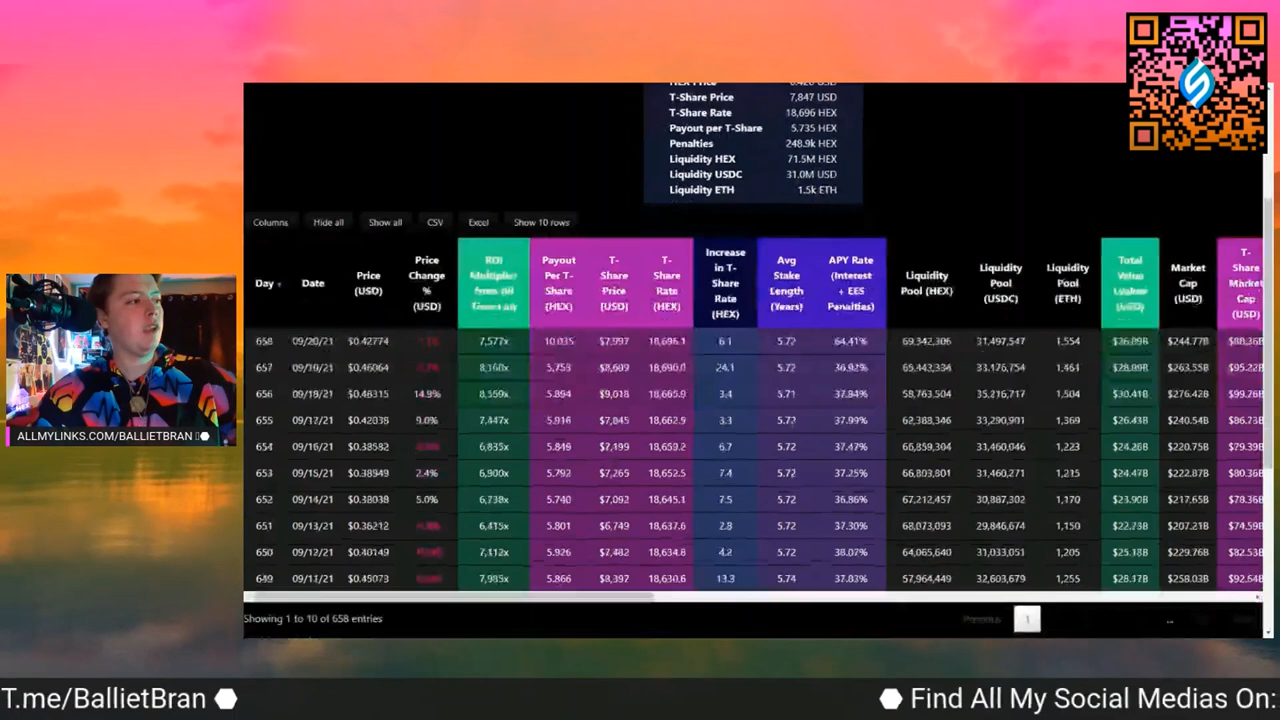 T-Share Price 7,847 USD
T-Share Rate 18,696 HEX
Payout per T-Share 5.735 HEX
Penalties 248.9k HEX
Liquidity HEX 71.5M HEX
Liquidity USDC 31.0M USD
Liquidity ETH 1.5k ETH
Columns Hide all Show all CSV Excel Show 10 rows
Day Date Price (USD) Price Change % (USD) ROI Multiplier Payout Per T-Share (HEX) T-Share Price (USD) T-Share Rate (HEX) Increase in T-Share Rate (HEX) Avg Stake Length (Years) APY Rate (Interest + EES Penalties) Liquidity Pool (HEX) Liquidity Pool (USDC) Liquidity Pool (ETH) Total Value (USD) Market Cap (USD) T-Share Market Cap (USD)
658 09/20/21 $0.42774 7,577x 10.035 $7,997 18,696.1 6.1 5.72 64.41% 69,342,306 31,497,547 1,554 $244.77B
657 09/19/21 $0.46064 8,160x 5.753 $8,609 18,690.0 24.1 5.72 36.92% 65,443,334 33,176,754 1,461 $263.55B
656 09/18/21 $0.46315 14.9% 8,559x 5.894 $9,018 18,665.9 3.4 5.71 37.84% 58,763,504 35,216,717 1,504 $30.41B $276.42B
655 09/17/21 $0.42038 9.0% 7,447x 5.916 $7,845 18,662.9 3.3 5.72 37.99% 62,388,346 33,290,901 1,369 $26.43B $240.54B
654 09/16/21 $0.38582 6,835x 5.849 $7,199 18,659.2 6.7 5.72 37.47% 66,859,304 31,460,046 1,223 $24.26B $220.75B $79.39B
653 09/15/21 $0.38949 2.4% 6,900x 5.792 $7,265 18,652.5 7.4 5.72 37.25% 66,803,801 31,460,271 1,215 $24.47B $222.87B $80.36B
652 09/14/21 $0.38038 5.0% 6,738x 5.740 $7,092 18,645.1 7.5 5.72 36.86% 67,212,457 30,887,302 1,170 $23.90B $217.65B $78.36B
651 09/13/21 $0.36212 6,415x 5.801 $6,749 18,637.6 2.8 5.72 37.30% 68,073,093 29,846,674 1,150 $22.73B $207.21B $74.59B
650 09/12/21 $0.40149 7,112x 5.926 $7,482 18,634.8 4.2 5.72 38.07% 64,065,640 31,033,051 1,205 $25.18B $229.76B $82.53B
649 09/11/21 $0.45073 7,985x 5.866 $8,397 18,630.6 13.3 5.74 37.83% 57,964,449 32,603,679 1,255 $28.17B $258.03B $92.64B
Showing 1 to 10 of 658 entries Previous 1 ...
ALLMYLINKS.COM/BALLIETBRAN
T.me/BallietBran Find All My Social Medias On: